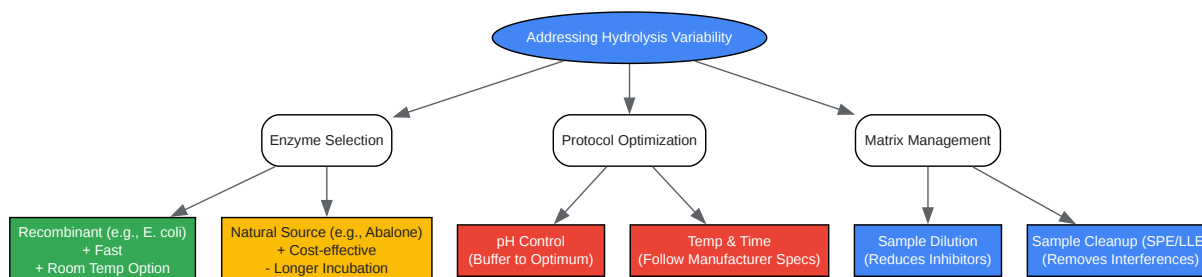 Addressing Hydrolysis Variability
Enzyme Selection
Protocol Optimization
Matrix Management
Recombinant (e.g., E. coli)
+ Fast
+ Room Temp Option
Natural Source (e.g., Abalone)
+ Cost-effective
- Longer Incubation
pH Control
(Buffer to Optimum)
Temp & Time
(Follow Manufacturer Specs)
Sample Dilution
(Reduces Inhibitors)
Sample Cleanup (SPE/LLE
(Removes Interferences)